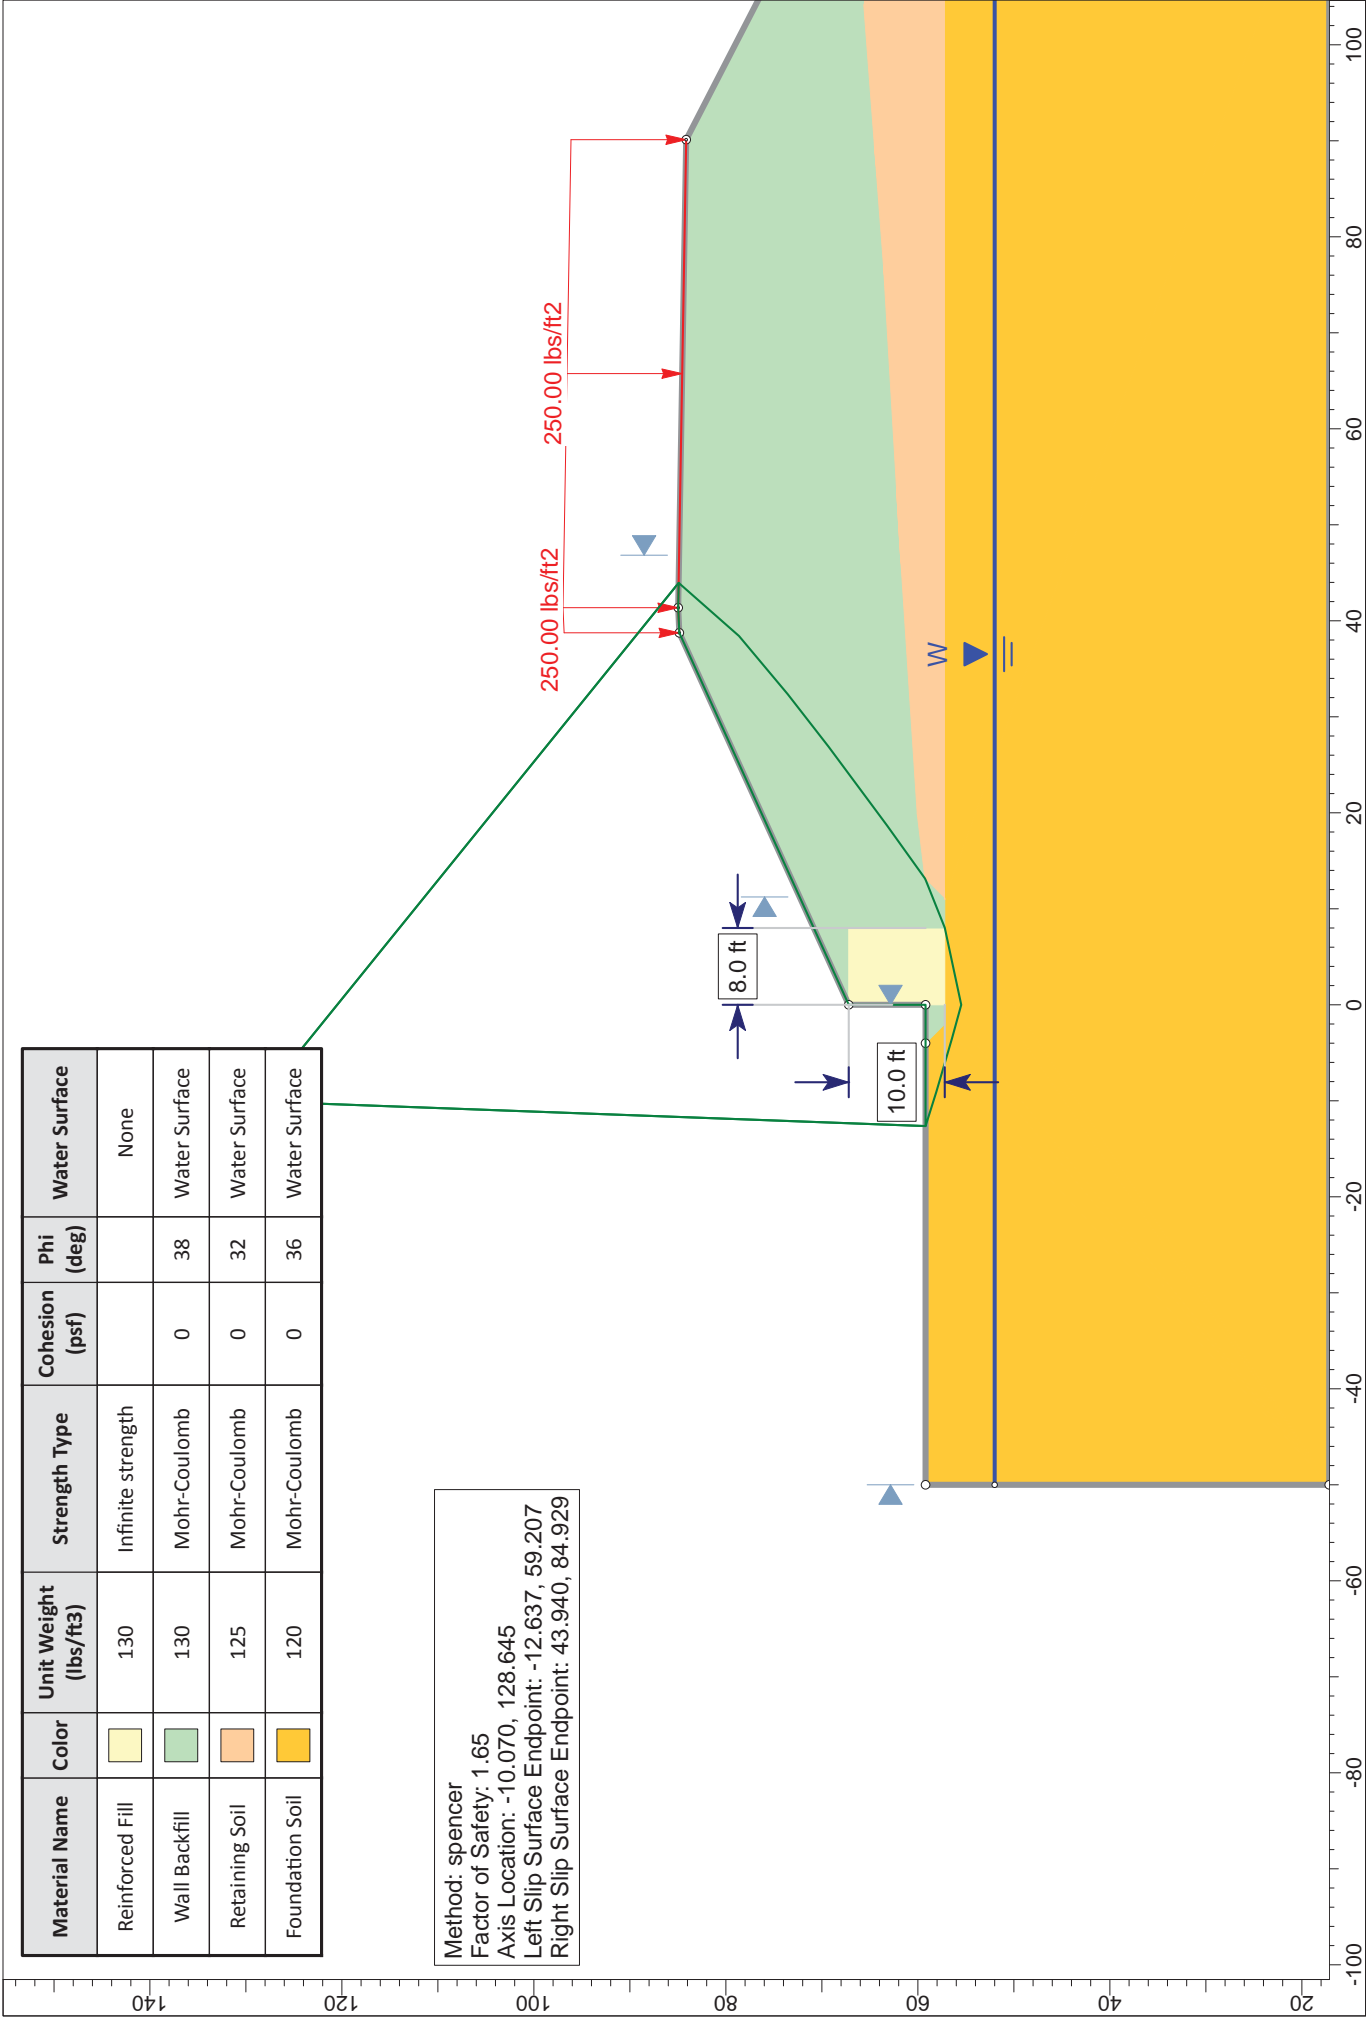 Material Name Color Unit Weight (lbs/ft3) Strength Type Cohesion (psf) Phi (deg) Water Surface
Reinforced Fill 130 Infinite strength None
Wall Backfill 130 Mohr-Coulomb 0 38 Water Surface
Retaining Soil 125 Mohr-Coulomb 0 32 Water Surface
Foundation Soil 120 Mohr-Coulomb 0 36 Water Surface
Method: spencer
Factor of Safety: 1.65
Axis Location: -10.070, 128.645
Left Slip Surface Endpoint: -12.637, 59.207
Right Slip Surface Endpoint: 43.940, 84.929
250.00 lbs/ft2
250.00 lbs/ft2
8.0 ft
10.0 ft
W
140
120
100
80
60
40
20
-100 -80 -60 -40 -20 0 20 40 60 80 100